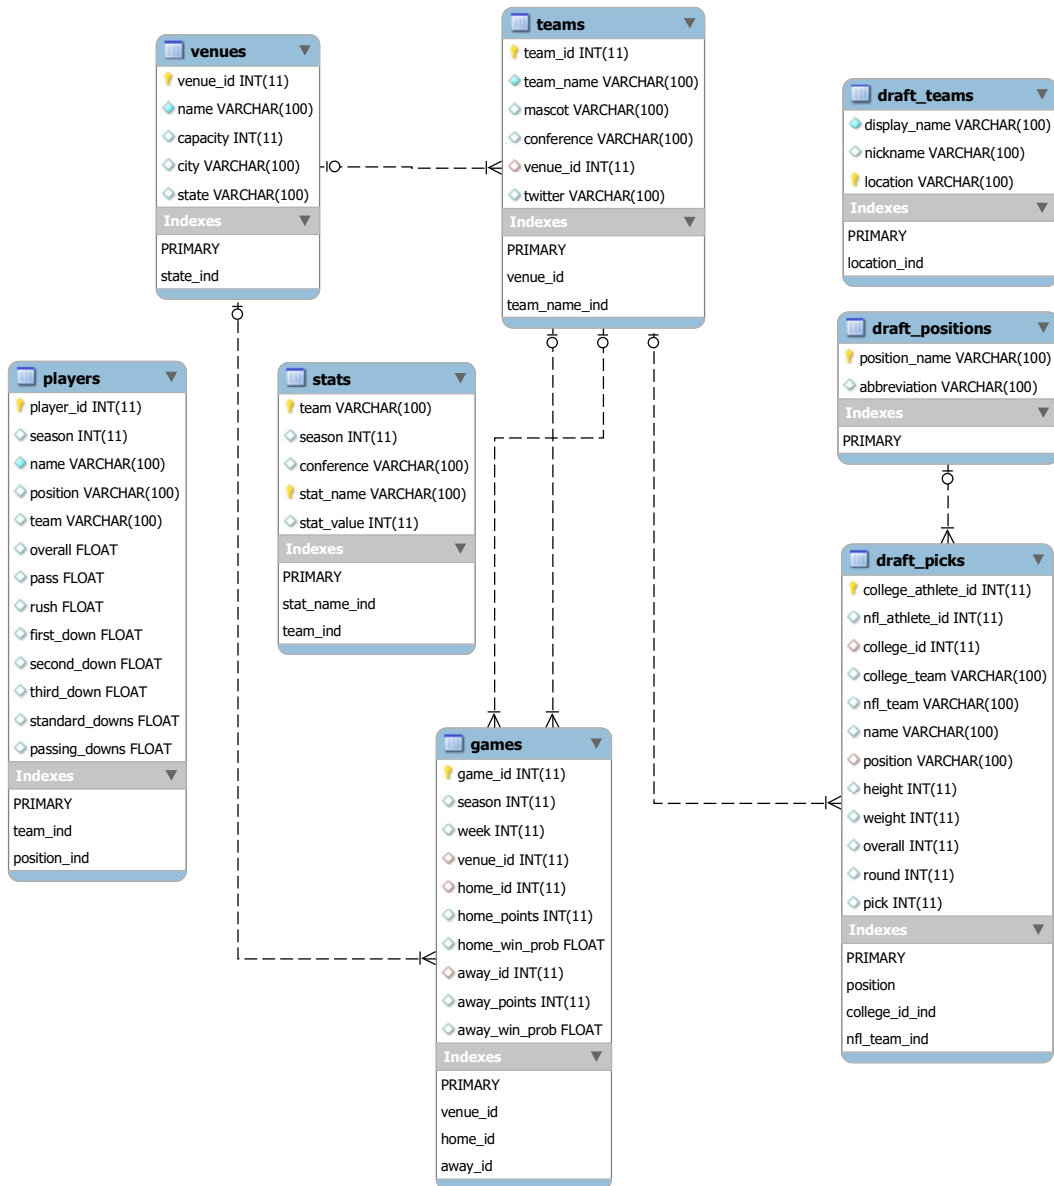 venues
venue_id INT(11)
name VARCHAR(100)
capacity INT(11)
city VARCHAR(100)
state VARCHAR(100)
Indexes
PRIMARY
state_ind
teams
team_id INT(11)
team_name VARCHAR(100)
mascot VARCHAR(100)
conference VARCHAR(100)
venue_id INT(11)
twitter VARCHAR(100)
Indexes
PRIMARY
venue_id
team_name_ind
draft_teams
display_name VARCHAR(100)
nickname VARCHAR(100)
location VARCHAR(100)
Indexes
PRIMARY
location_ind
draft_positions
position_name VARCHAR(100)
abbreviation VARCHAR(100)
Indexes
PRIMARY
players
player_id INT(11)
season INT(11)
name VARCHAR(100)
position VARCHAR(100)
team VARCHAR(100)
overall FLOAT
pass FLOAT
rush FLOAT
first_down FLOAT
second_down FLOAT
third_down FLOAT
standard_downs FLOAT
passing_downs FLOAT
Indexes
PRIMARY
team_ind
position_ind
stats
team VARCHAR(100)
season INT(11)
conference VARCHAR(100)
stat_name VARCHAR(100)
stat_value INT(11)
Indexes
PRIMARY
stat_name_ind
team_ind
draft_picks
college_athlete_id INT(11)
nfl_athlete_id INT(11)
college_id INT(11)
college_team VARCHAR(100)
nfl_team VARCHAR(100)
name VARCHAR(100)
position VARCHAR(100)
height INT(11)
weight INT(11)
overall INT(11)
round INT(11)
pick INT(11)
Indexes
PRIMARY
position
college_id_ind
nfl_team_ind
games
game_id INT(11)
season INT(11)
week INT(11)
venue_id INT(11)
home_id INT(11)
home_points INT(11)
home_win_prob FLOAT
away_id INT(11)
away_points INT(11)
away_win_prob FLOAT
Indexes
PRIMARY
venue_id
home_id
away_id